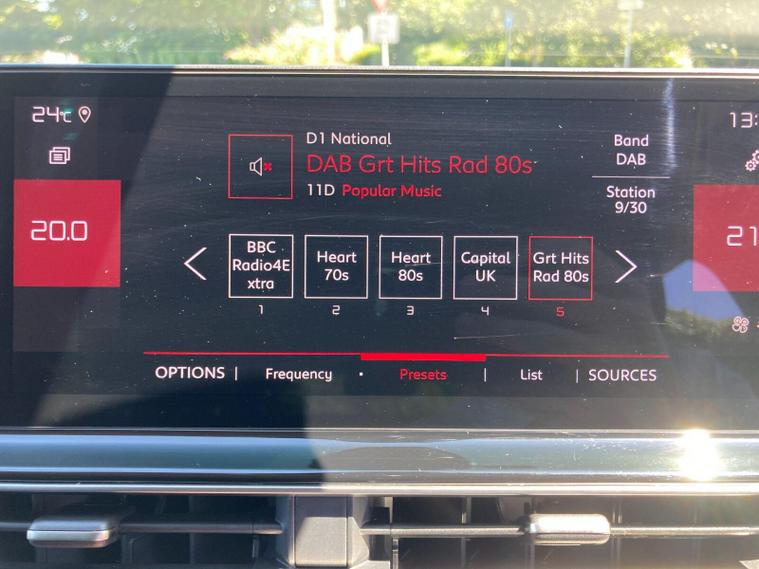 24°C
D1 National
DAB Grt Hits Rad 80s
11D Popular Music
Band
DAB
Station
9/30
13:
20.0
21
BBC
Radio4E
xtra
Heart
70s
Heart
80s
Capital
UK
Grt Hits
Rad 80s
1
2
3
4
5
OPTIONS | Frequency · Presets | List | SOURCES